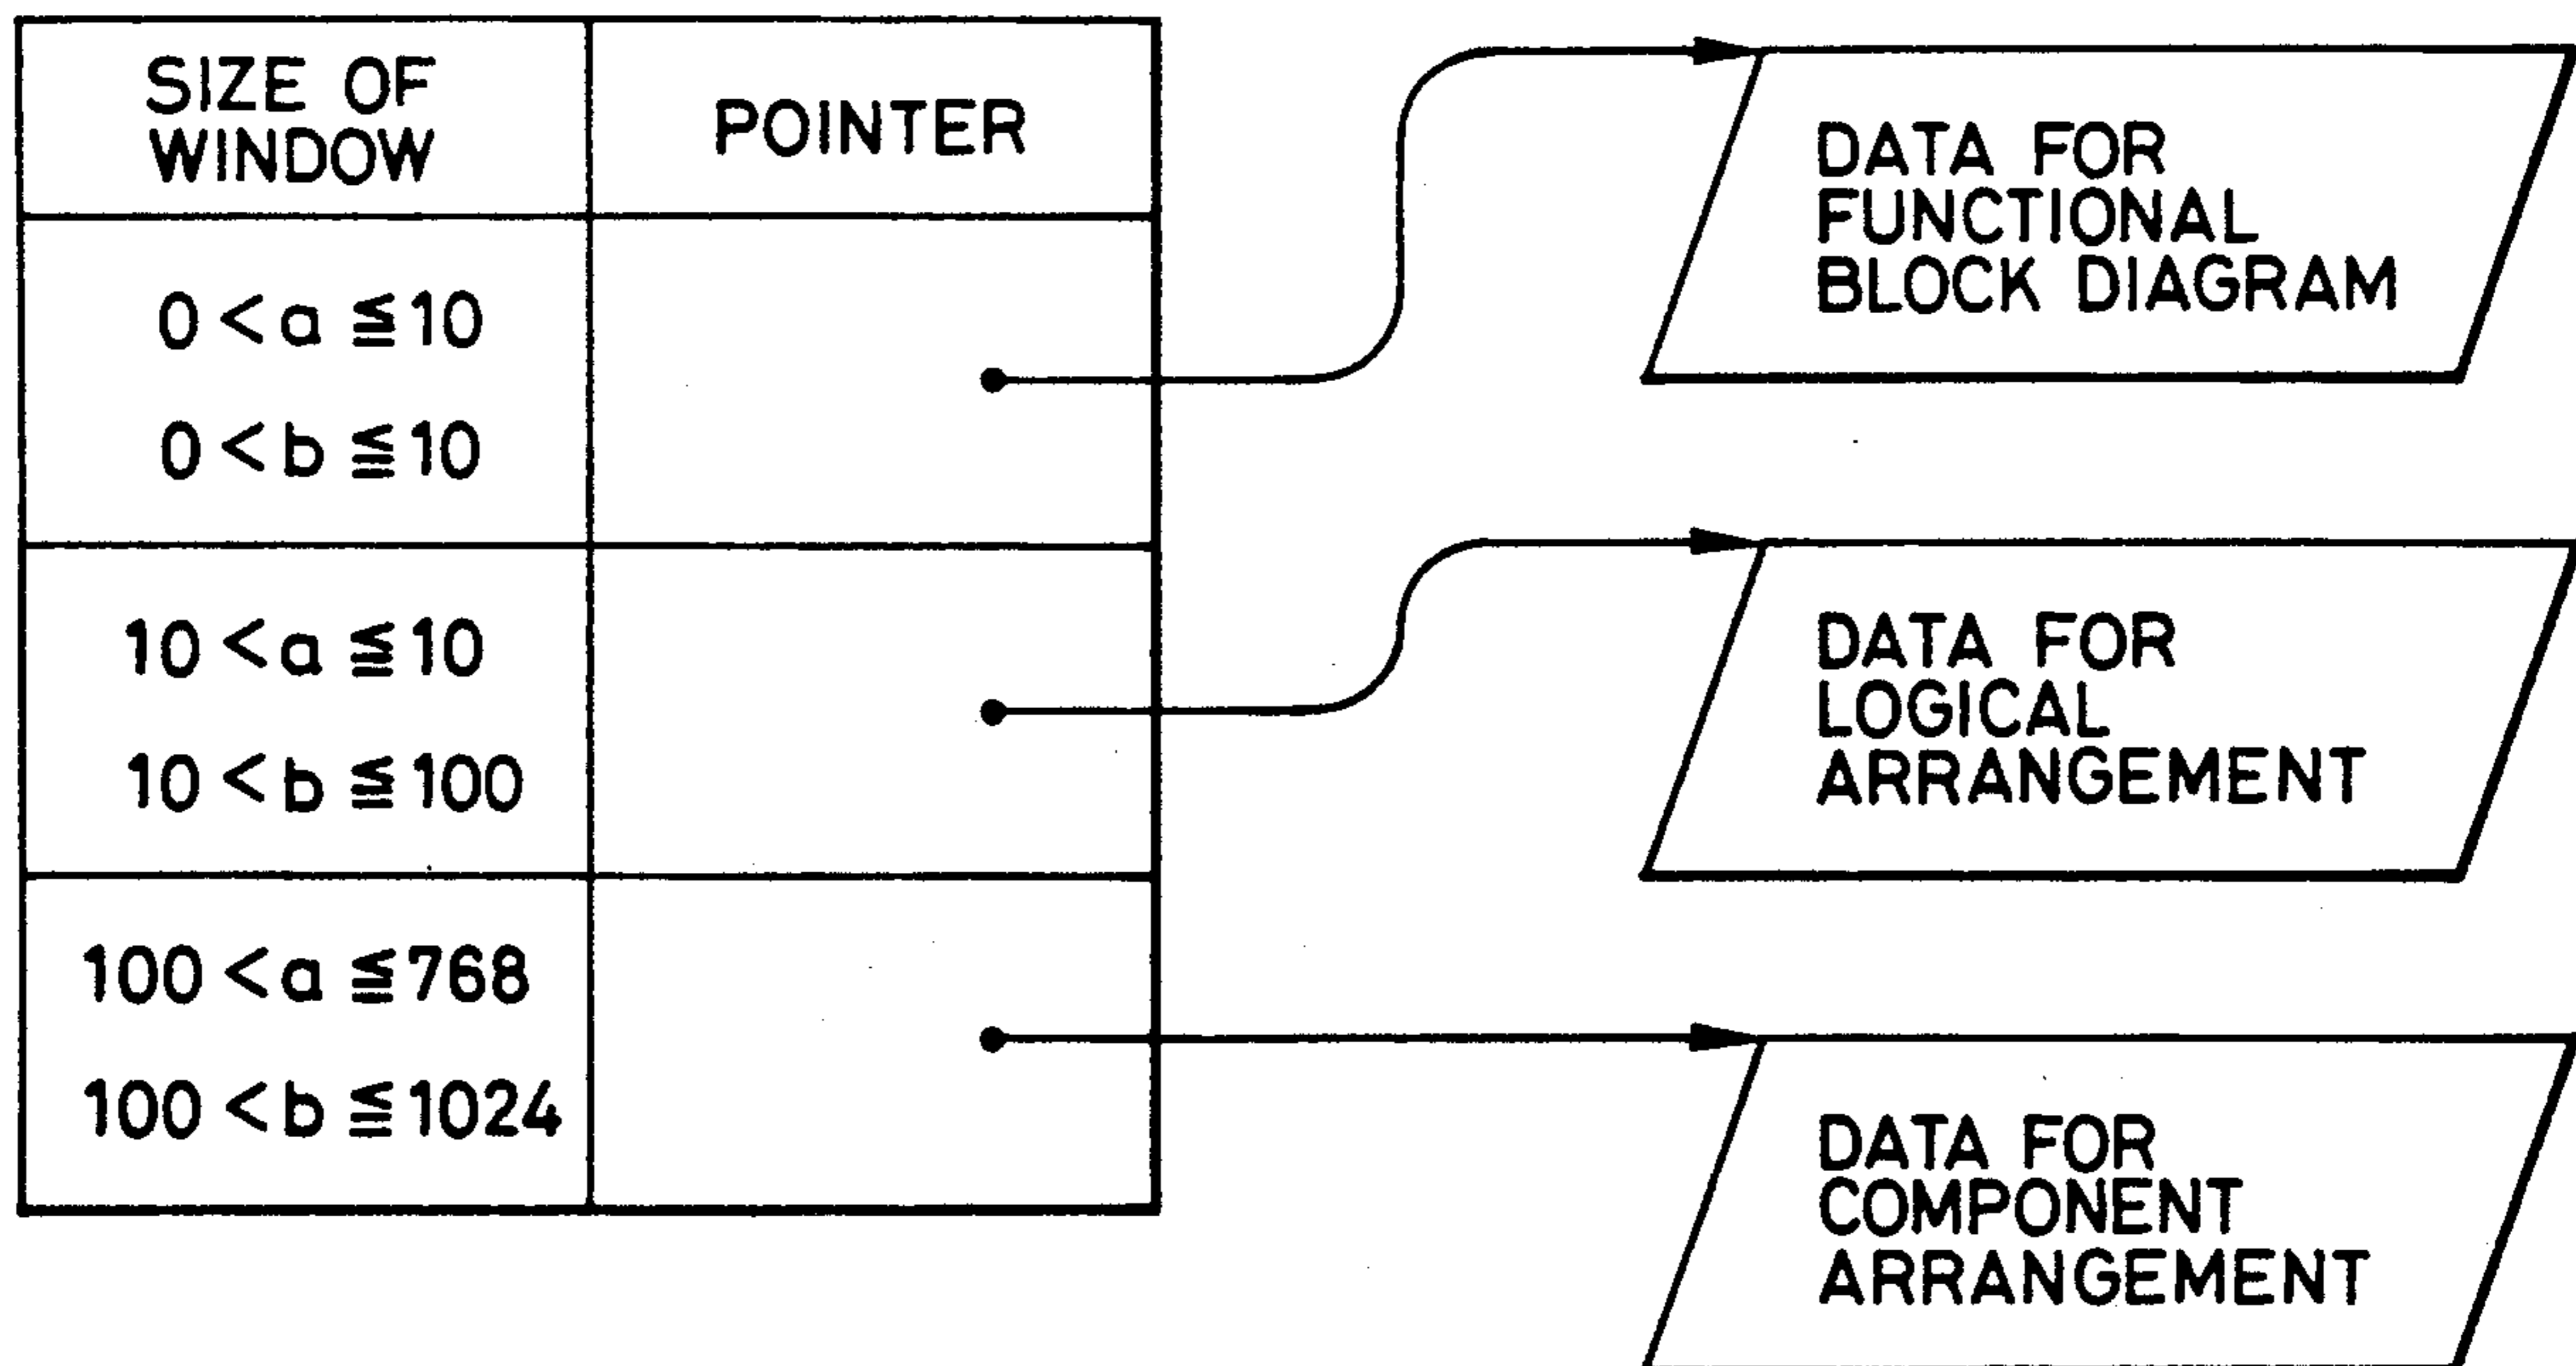 SIZE OF
WINDOW
POINTER
0 < a ≦ 10
0 < b ≦ 10
10 < a ≦ 10
10 < b ≦ 100
100 < a ≦ 768
100 < b ≦ 1024
DATA FOR
FUNCTIONAL
BLOCK DIAGRAM
DATA FOR
LOGICAL
ARRANGEMENT
DATA FOR
COMPONENT
ARRANGEMENT